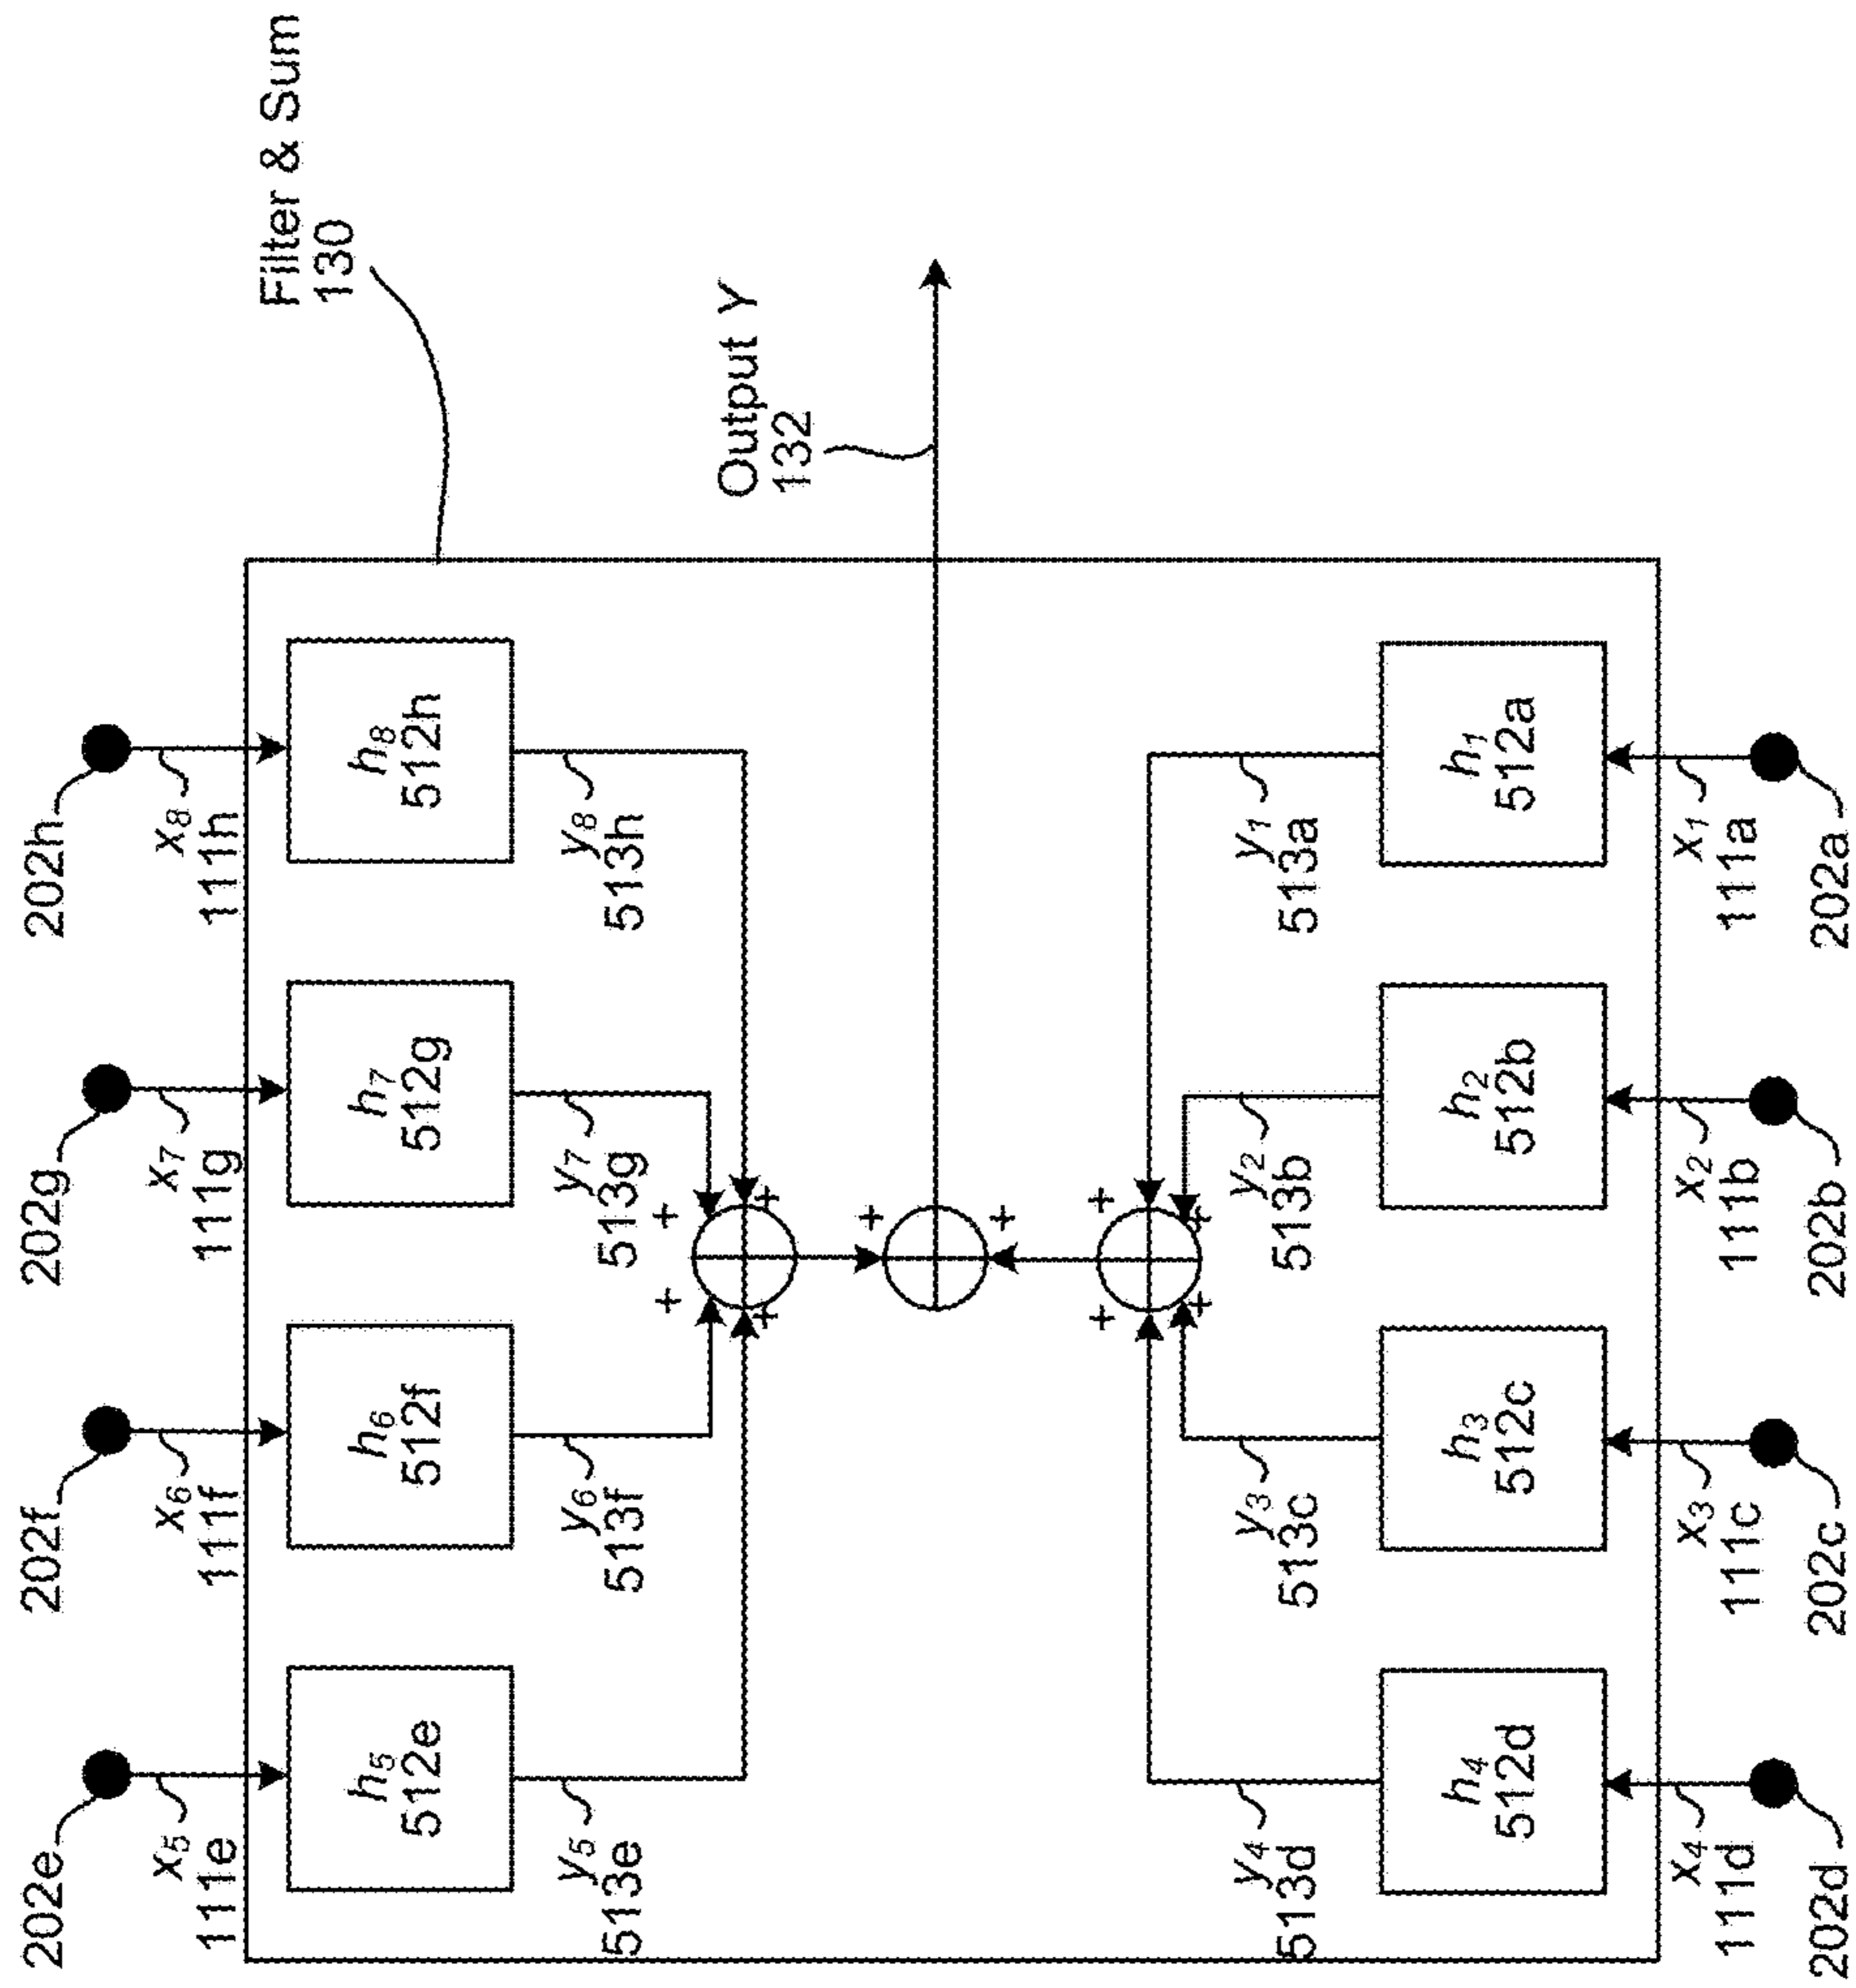 Filter & Sum
130
Output Y
132
202e
x5
111e
h5
512e
y5
513e
202f
x6
111f
h6
512f
y6
513f
202g
x7
111g
h7
512g
y7
513g
202h
x8
111h
h8
512h
y8
513h
+
+
+
+
+
+
+
+
+
+
y4
513d
h4
512d
x4
111d
202d
y3
513c
h3
512c
x3
111c
202c
y2
513b
h2
512b
x2
111b
202b
y1
513a
h1
512a
x1
111a
202a